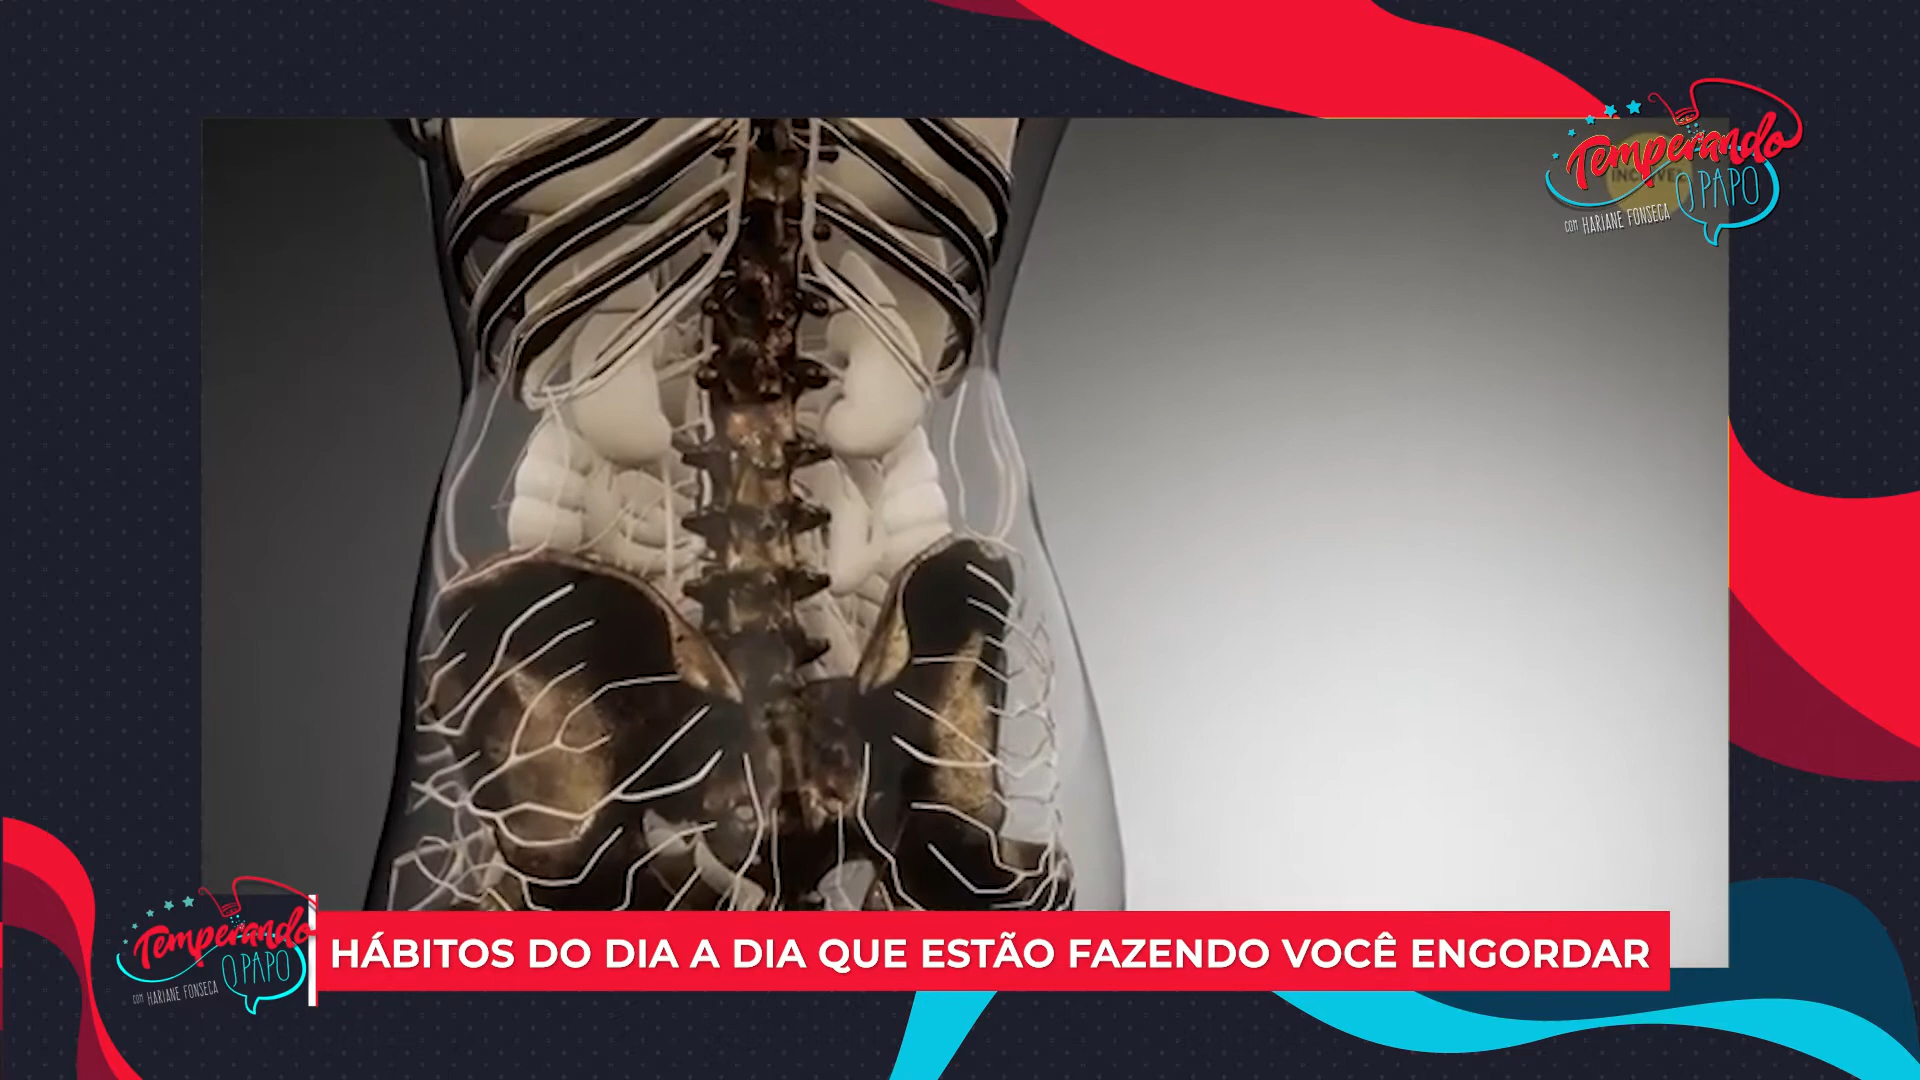 Temperando
O PAPO
COM HARIANE FONSECA
Temperando
O PAPO
COM HARIANE FONSECA
HÁBITOS DO DIA A DIA QUE ESTÃO FAZENDO VOCÊ ENGORDAR